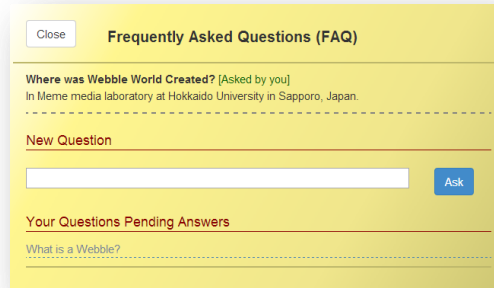 Close
Frequently Asked Questions (FAQ)
Where was Webble World Created? [Asked by you]
In Meme media laboratory at Hokkaido University in Sapporo, Japan.
New Question
Ask
Your Questions Pending Answers
What is a Webble?